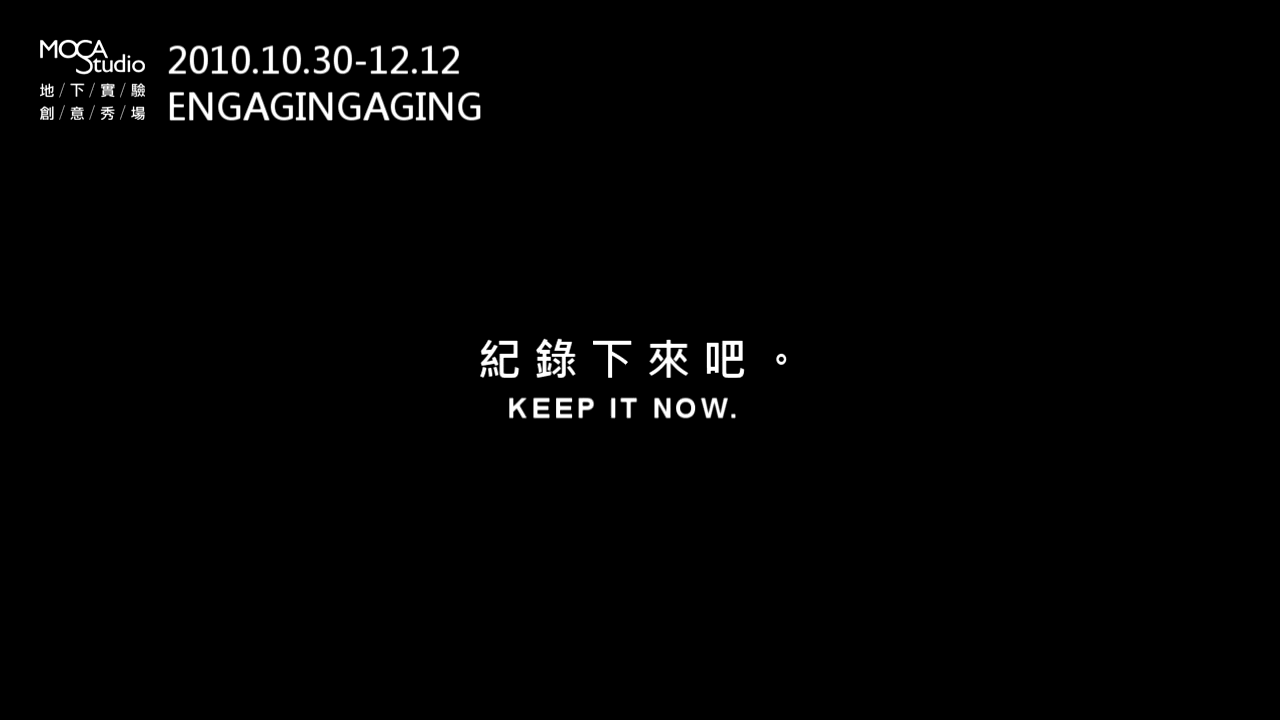 MOCA
Studio
地/下/實/驗
創/意/秀/場
2010.10.30-12.12
ENGAGINGAGING
紀錄下來吧。
KEEP IT NOW.